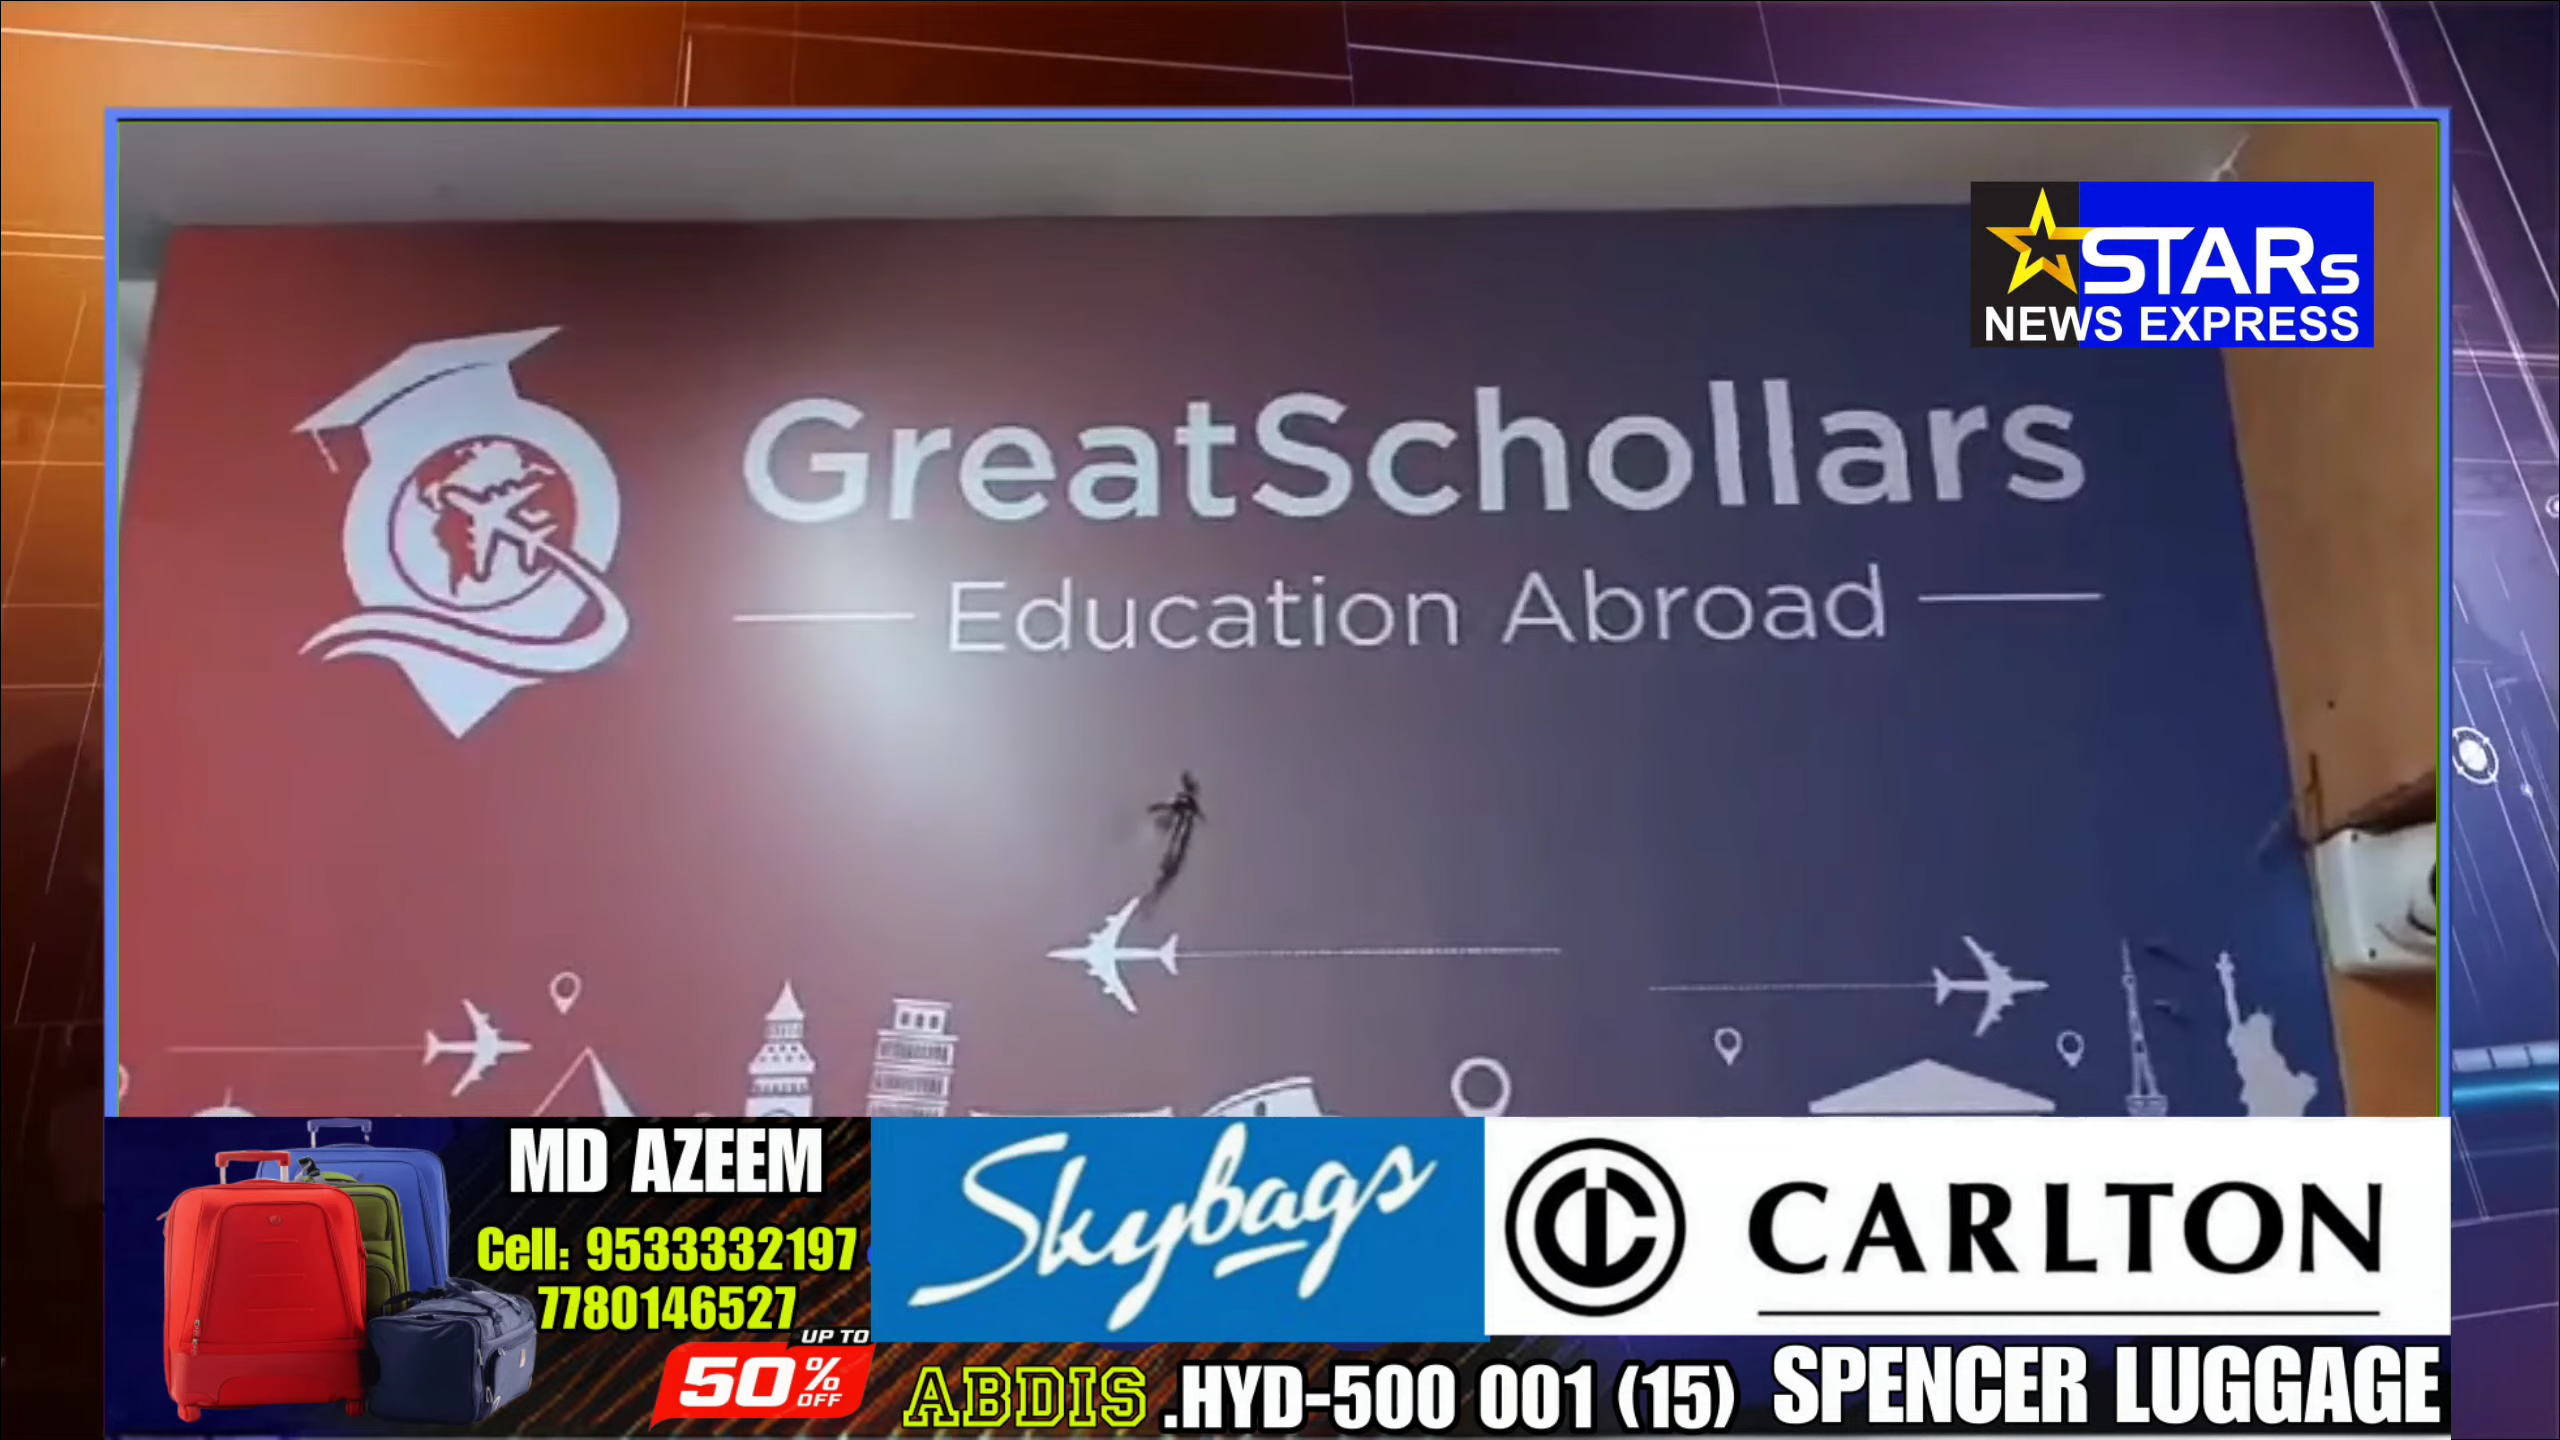 STARs
NEWS EXPRESS
GreatSchollars
Education Abroad
MD AZEEM
Cell: 9533332197
7780146527
UP TO
50% OFF
Skybags
CARLTON
ABDIS .HYD-500 001 (15) SPENCER LUGGAGE